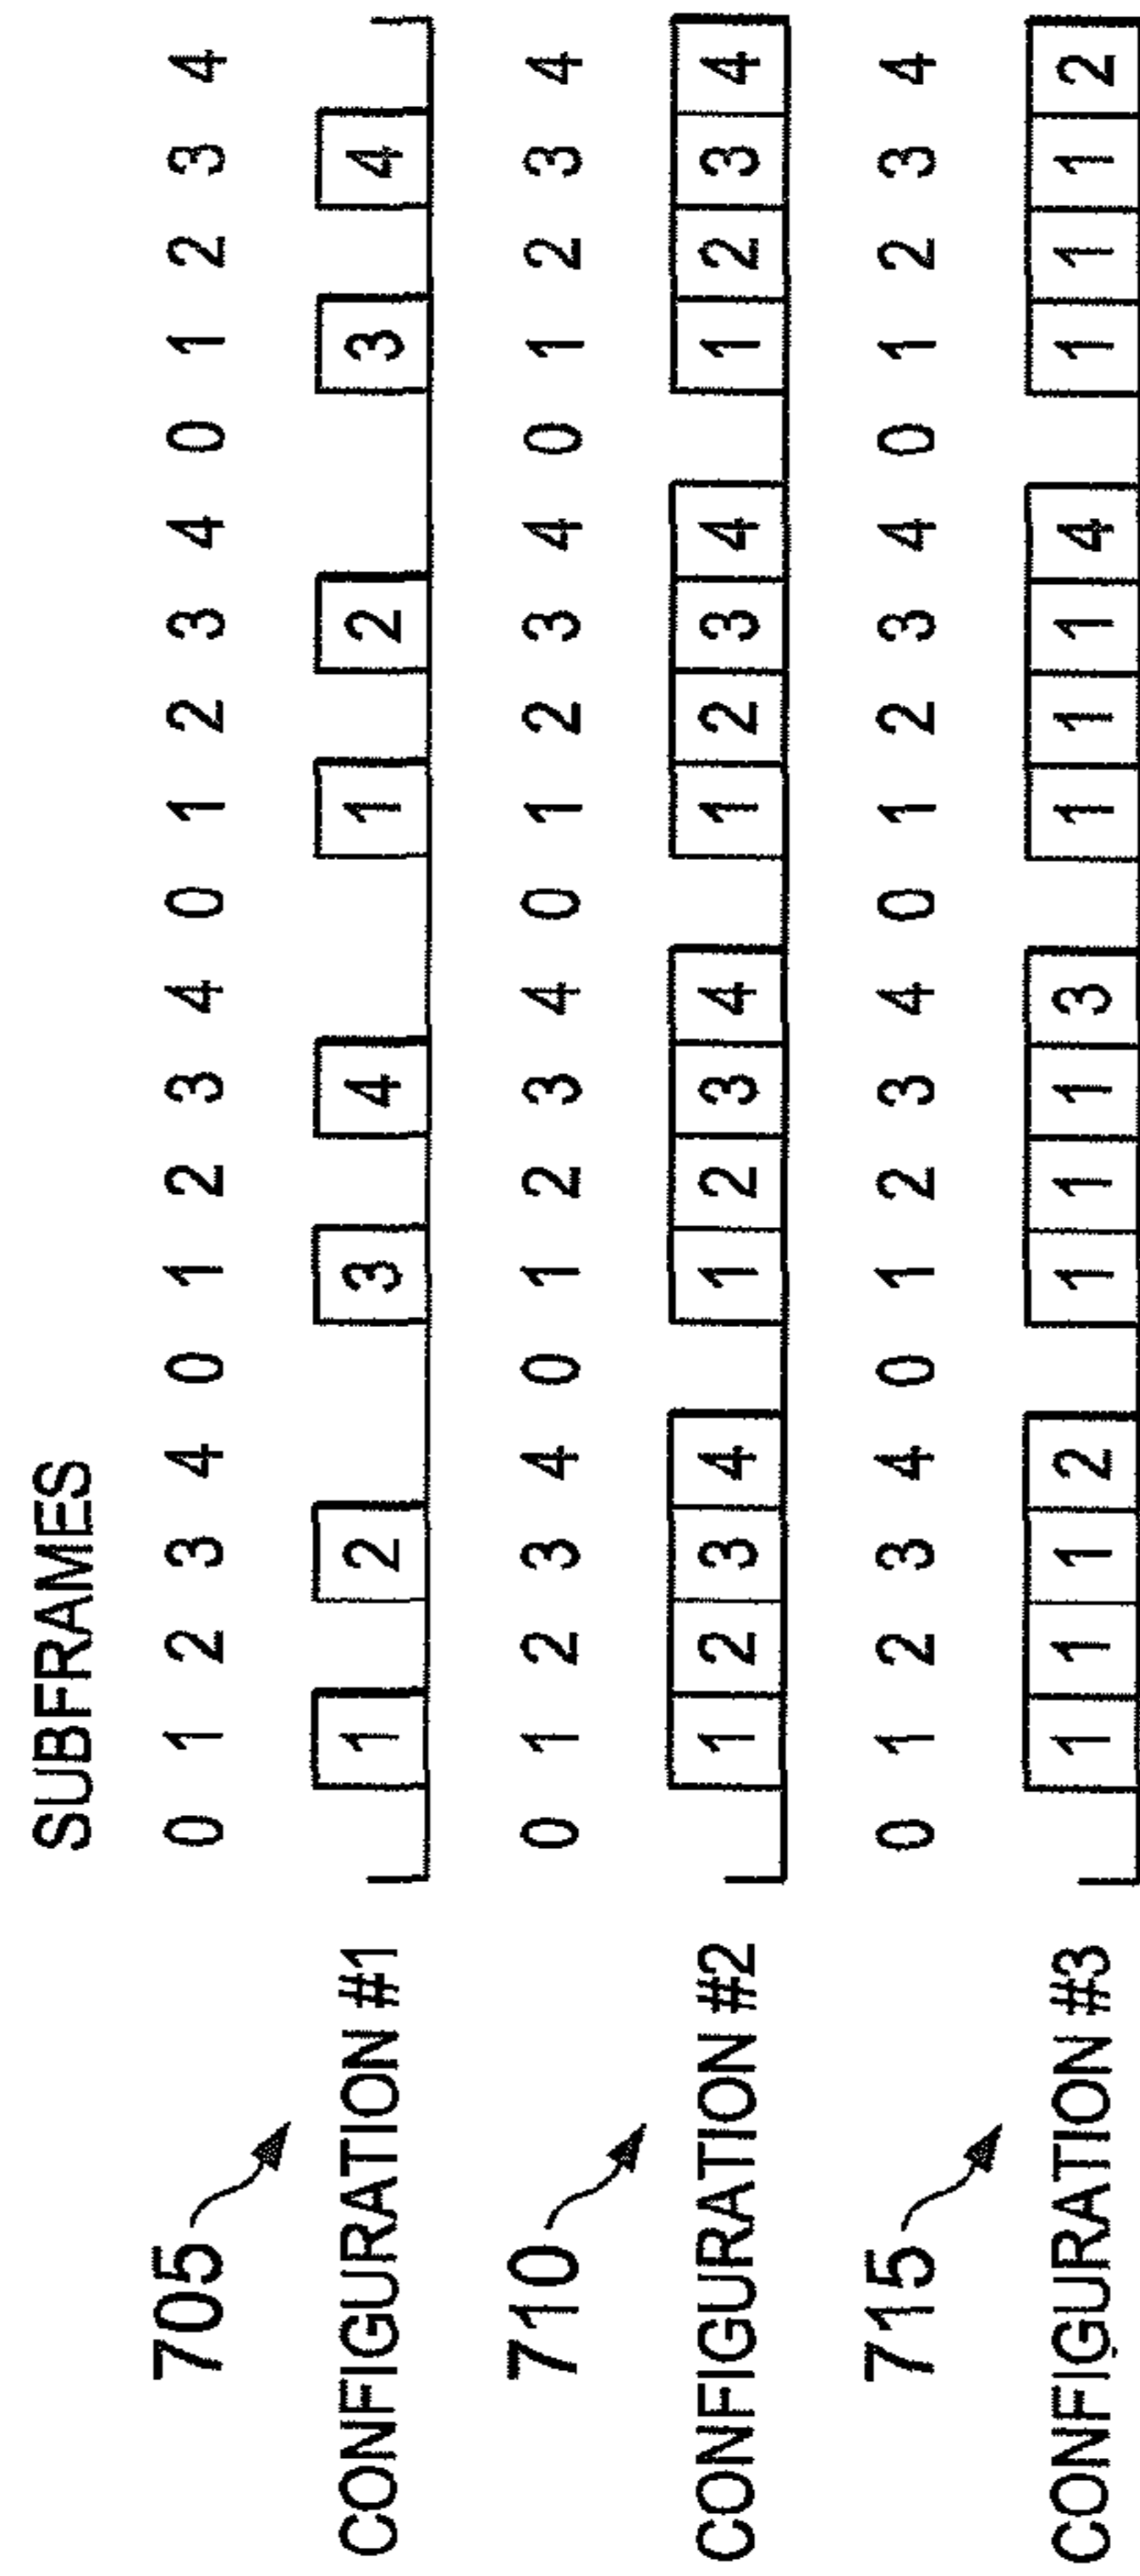 SUBFRAMES
705
0 1 2 3 4 0 1 2 3 4 0 1 2 3 4 0 1 2 3 4
CONFIGURATION #1
1 2 3 4 1 2 3 4
710
0 1 2 3 4 0 1 2 3 4 0 1 2 3 4 0 1 2 3 4
CONFIGURATION #2
1 2 3 4 1 2 3 4 1 2 3 4 1 2 3 4
715
0 1 2 3 4 0 1 2 3 4 0 1 2 3 4 0 1 2 3 4
CONFIGURATION #3
1 1 1 2 1 1 1 3 1 1 1 4 1 1 1 2